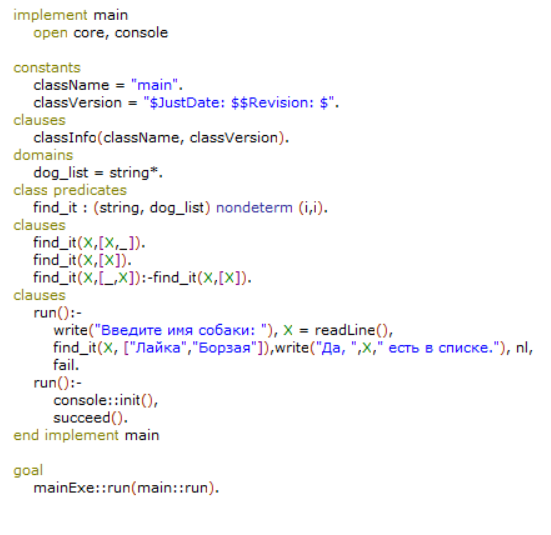 implement main
open core, console
constants
className = "main".
classVersion = "$JustDate: $$Revision: $".
clauses
classInfo(className, classVersion).
domains
dog_list = string*.
class predicates
find_it : (string, dog_list) nondeterm (i,i).
clauses
find_it(X,[X,_]).
find_it(X,[X]).
find_it(X,[_,X]):-find_it(X,[X]).
clauses
run():-
write("Введите имя собаки: "), X = readLine(),
find_it(X, ["Лайка","Борзая"]),write("Да, ",X," есть в списке."), nl,
fail.
run():-
console::init(),
succeed().
end implement main
goal
mainExe::run(main::run).